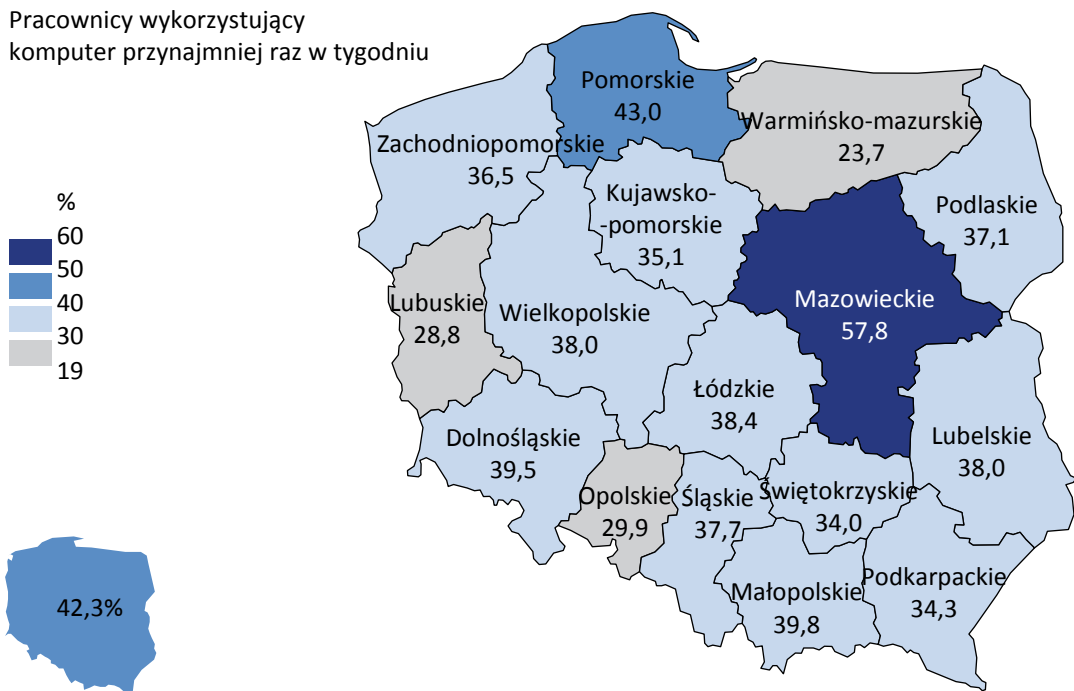 Pracownicy wykorzystujący
komputer przynajmniej raz w tygodniu
%
60
50
40
30
19
Pomorskie
43,0
Warmińsko-mazurskie
23,7
Zachodniopomorskie
36,5
Kujawsko-
-pomorskie
35,1
Podlaskie
37,1
Lubuskie
28,8
Wielkopolskie
38,0
Mazowieckie
57,8
Łódzkie
38,4
Dolnośląskie
39,5
Lubelskie
38,0
Opolskie
29,9
Śląskie
37,7
Świętokrzyskie
34,0
Małopolskie
39,8
Podkarpackie
34,3
42,3%